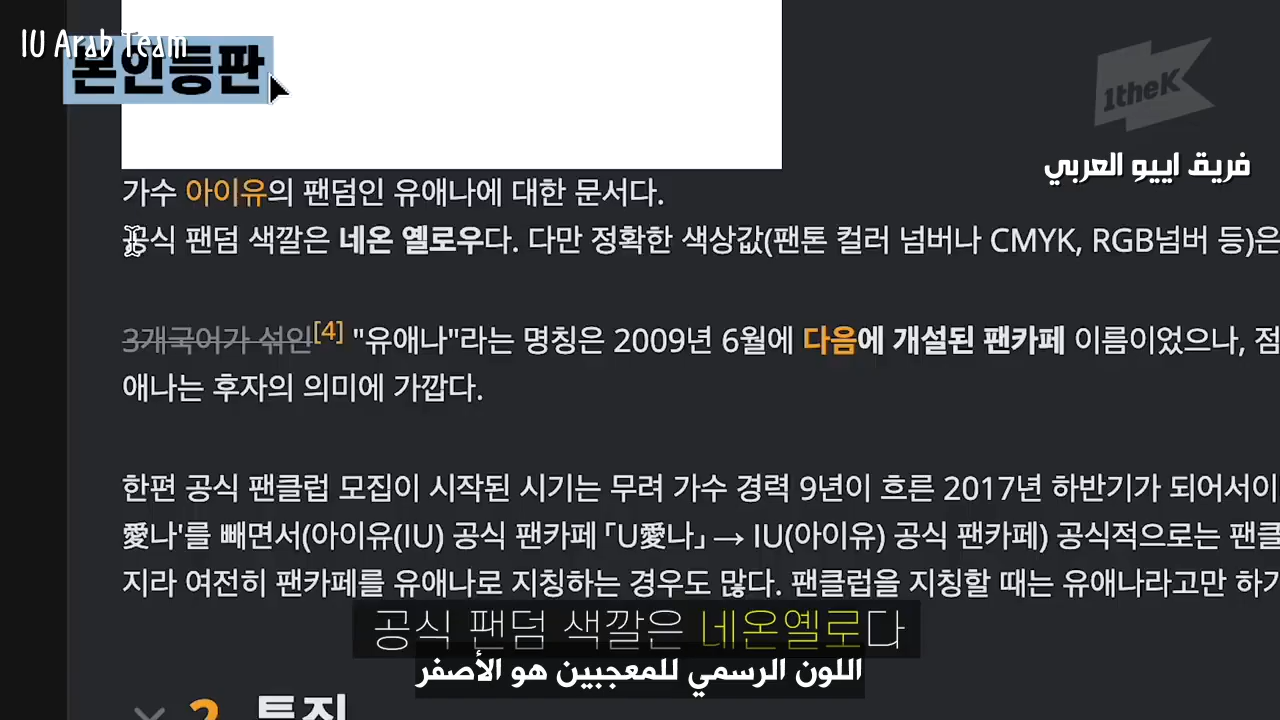 IU Arab Team
본인등판
1theK
فريق اييو العربي
가수 아이유의 팬덤인 유애나에 대한 문서다.
공식 팬덤 색깔은 네온 옐로우다. 다만 정확한 색상값(팬톤 컬러 넘버나 CMYK, RGB넘버 등)은
3개국어가 섞인[4] "유애나"라는 명칭은 2009년 6월에 다음에 개설된 팬카페 이름이었으나, 점
애나는 후자의 의미에 가깝다.
한편 공식 팬클럽 모집이 시작된 시기는 무려 가수 경력 9년이 흐른 2017년 하반기가 되어서이
愛나'를 빼면서(아이유(IU) 공식 팬카페 「U愛나」 → IU(아이유) 공식 팬카페) 공식적으로는 팬클
지라 여전히 팬카페를 유애나로 지칭하는 경우도 많다. 팬클럽을 지칭할 때는 유애나라고만 하기
공식 팬덤 색깔은 네온옐로다
اللون الرسمي للمعجبين هو الأصفر
2 특징